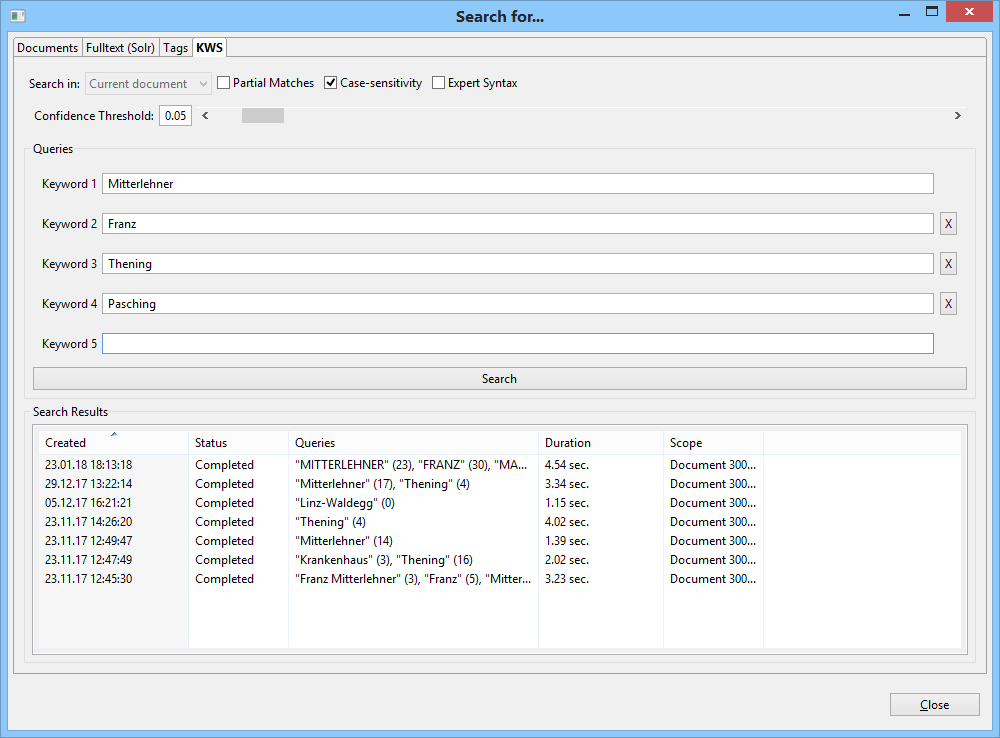 Search for...
Documents Fulltext (Solr) Tags KWS
Search in: Current document Partial Matches Case-sensitivity Expert Syntax
Confidence Threshold: 0.05
Queries
Keyword 1 Mitterlehner
Keyword 2 Franz X
Keyword 3 Thening X
Keyword 4 Pasching X
Keyword 5
Search
Search Results
Created Status Queries Duration Scope
23.01.18 18:13:18 Completed "MITTERLEHNER" (23), "FRANZ" (30), "MA... 4.54 sec. Document 300...
29.12.17 13:22:14 Completed "Mitterlehner" (17), "Thening" (4) 3.34 sec. Document 300...
05.12.17 16:21:21 Completed "Linz-Waldegg" (0) 1.15 sec. Document 300...
23.11.17 14:26:20 Completed "Thening" (4) 4.02 sec. Document 300...
23.11.17 12:49:47 Completed "Mitterlehner" (14) 1.39 sec. Document 300...
23.11.17 12:47:49 Completed "Krankenhaus" (3), "Thening" (16) 2.02 sec. Document 300...
23.11.17 12:45:30 Completed "Franz Mitterlehner" (3), "Franz" (5), "Mitter... 3.23 sec. Document 300...
Close